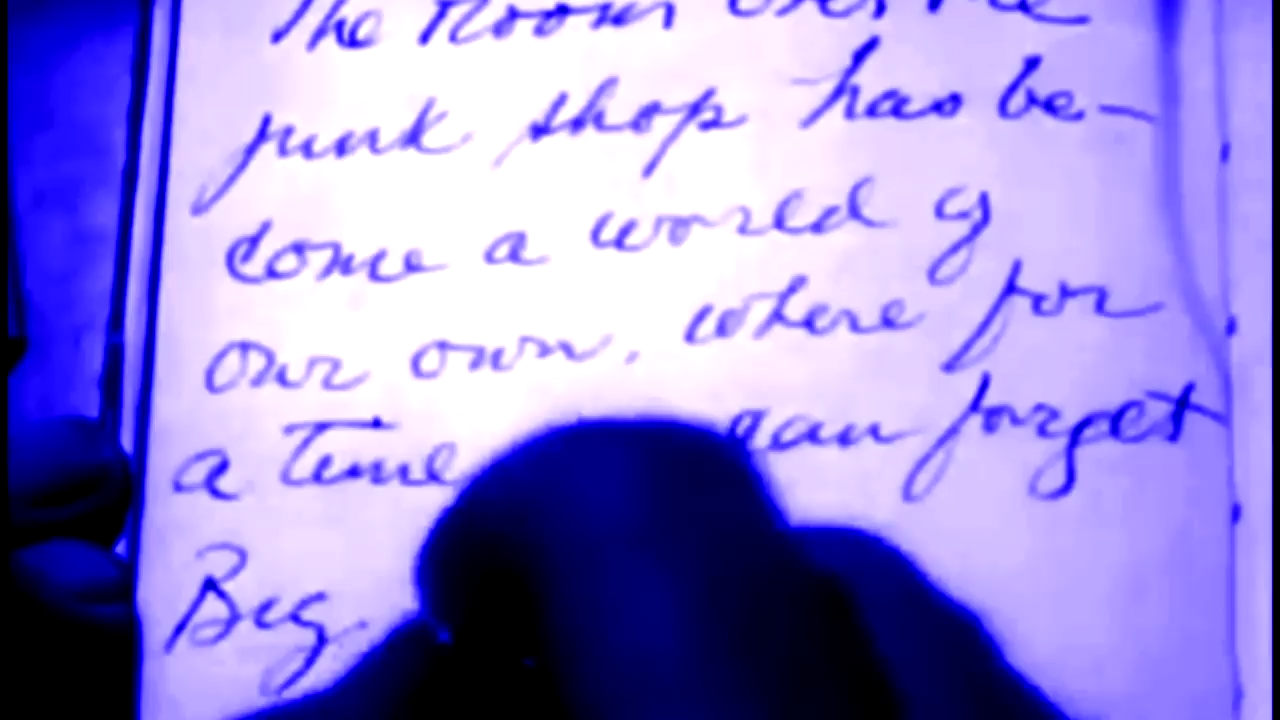 The Room over the
junk shop has be-
come a world of
our own. where for
a time can forget
Big